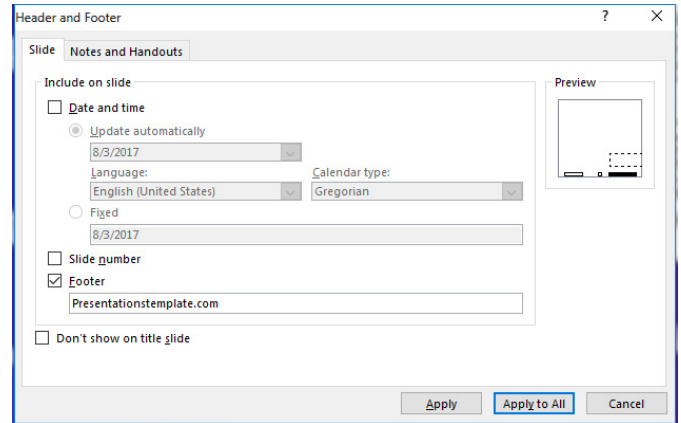 Header and Footer ?
Slide Notes and Handouts
Include on slide
Preview
Date and time
Update automatically
8/3/2017
Language: Calendar type:
English (United States) Gregorian
Fixed
8/3/2017
Slide number
Footer
Presentationstemplate.com
Don't show on title slide
Apply Apply to All Cancel